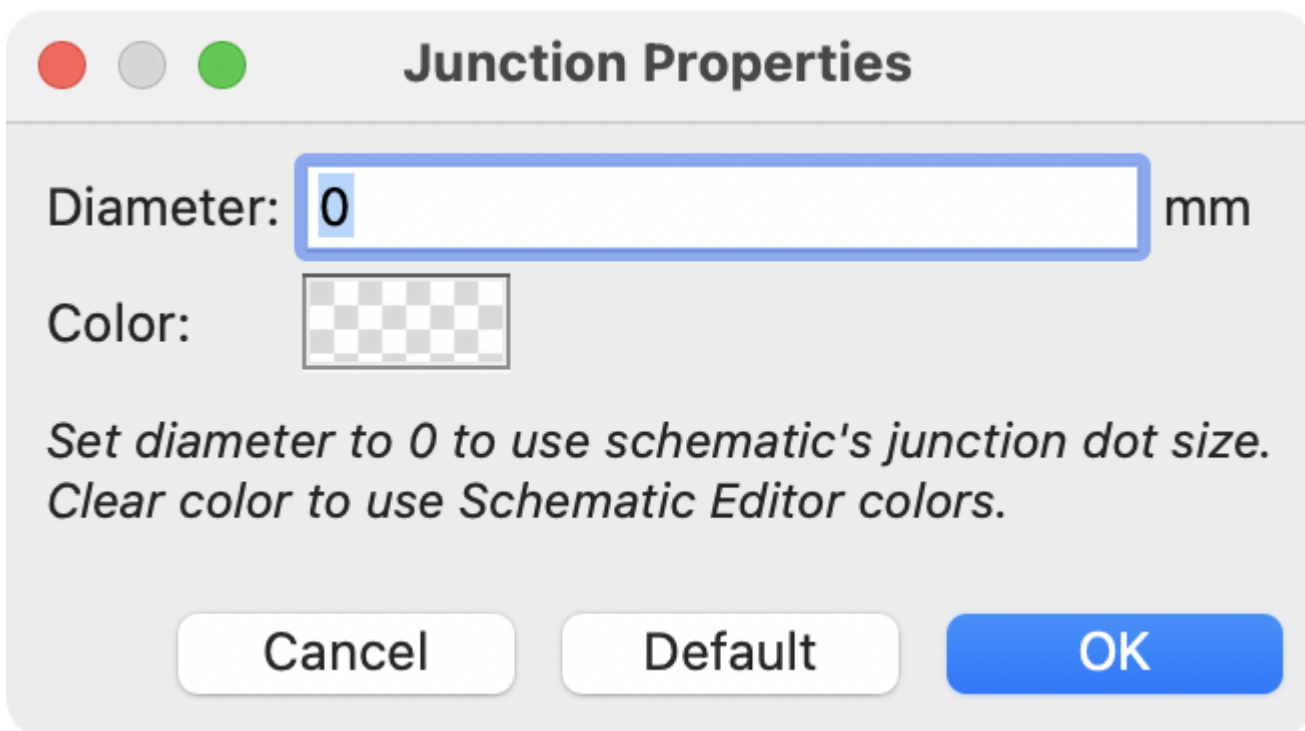 Junction Properties
Diameter: 0 mm
Color:
Set diameter to 0 to use schematic's junction dot size.
Clear color to use Schematic Editor colors.
Cancel Default OK